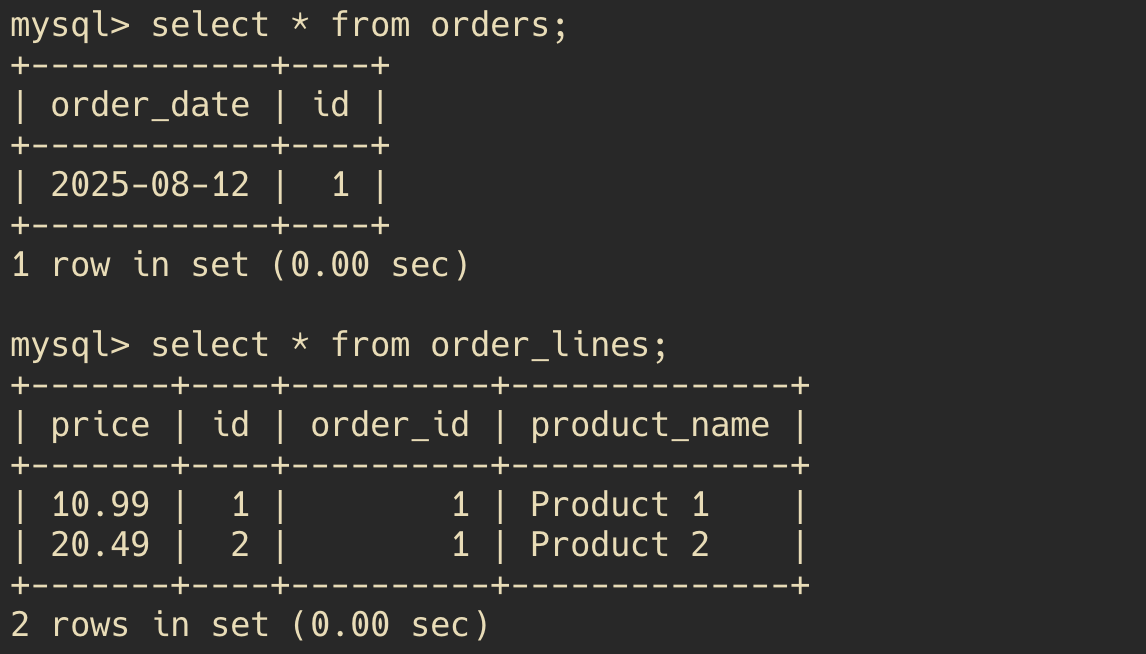 mysql> select * from orders;
+------------+----+
| order_date | id |
+------------+----+
| 2025-08-12 |  1 |
+------------+----+
1 row in set (0.00 sec)

mysql> select * from order_lines;
+-------+----+----------+--------------+
| price | id | order_id | product_name |
+-------+----+----------+--------------+
| 10.99 |  1 |        1 | Product 1    |
| 20.49 |  2 |        1 | Product 2    |
+-------+----+----------+--------------+
2 rows in set (0.00 sec)